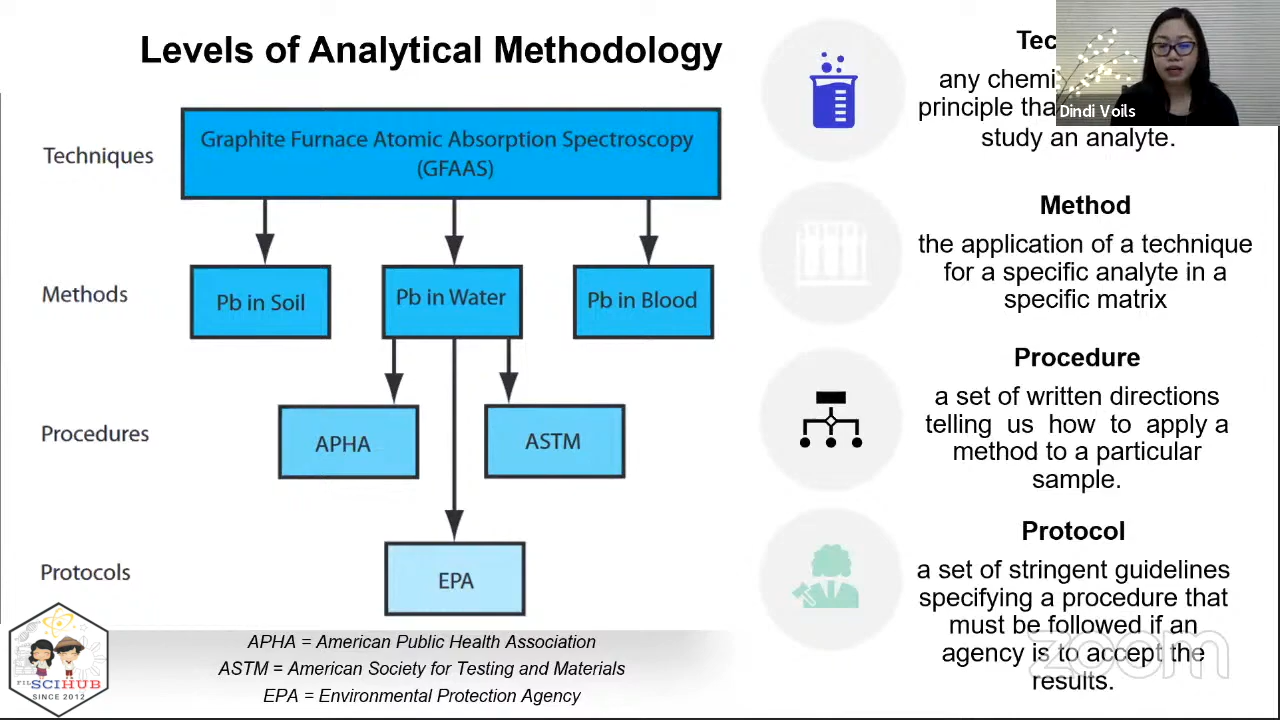 Levels of Analytical Methodology
Techniques
Graphite Furnace Atomic Absorption Spectroscopy
(GFAAS)
Methods
Pb in Soil
Pb in Water
Pb in Blood
Procedures
APHA
ASTM
Protocols
EPA
APHA = American Public Health Association
ASTM = American Society for Testing and Materials
EPA = Environmental Protection Agency
any
study an analyte.
Method
the application of a technique
for a specific analyte in a
specific matrix
Procedure
a set of written directions
telling us how to apply a
method to a particular
sample.
Protocol
a set of stringent guidelines
specifying a procedure that
must be followed if an
agency is to accept the
results.
Dindi Voils
zoom
FIL SCIHUB
SINCE 2012